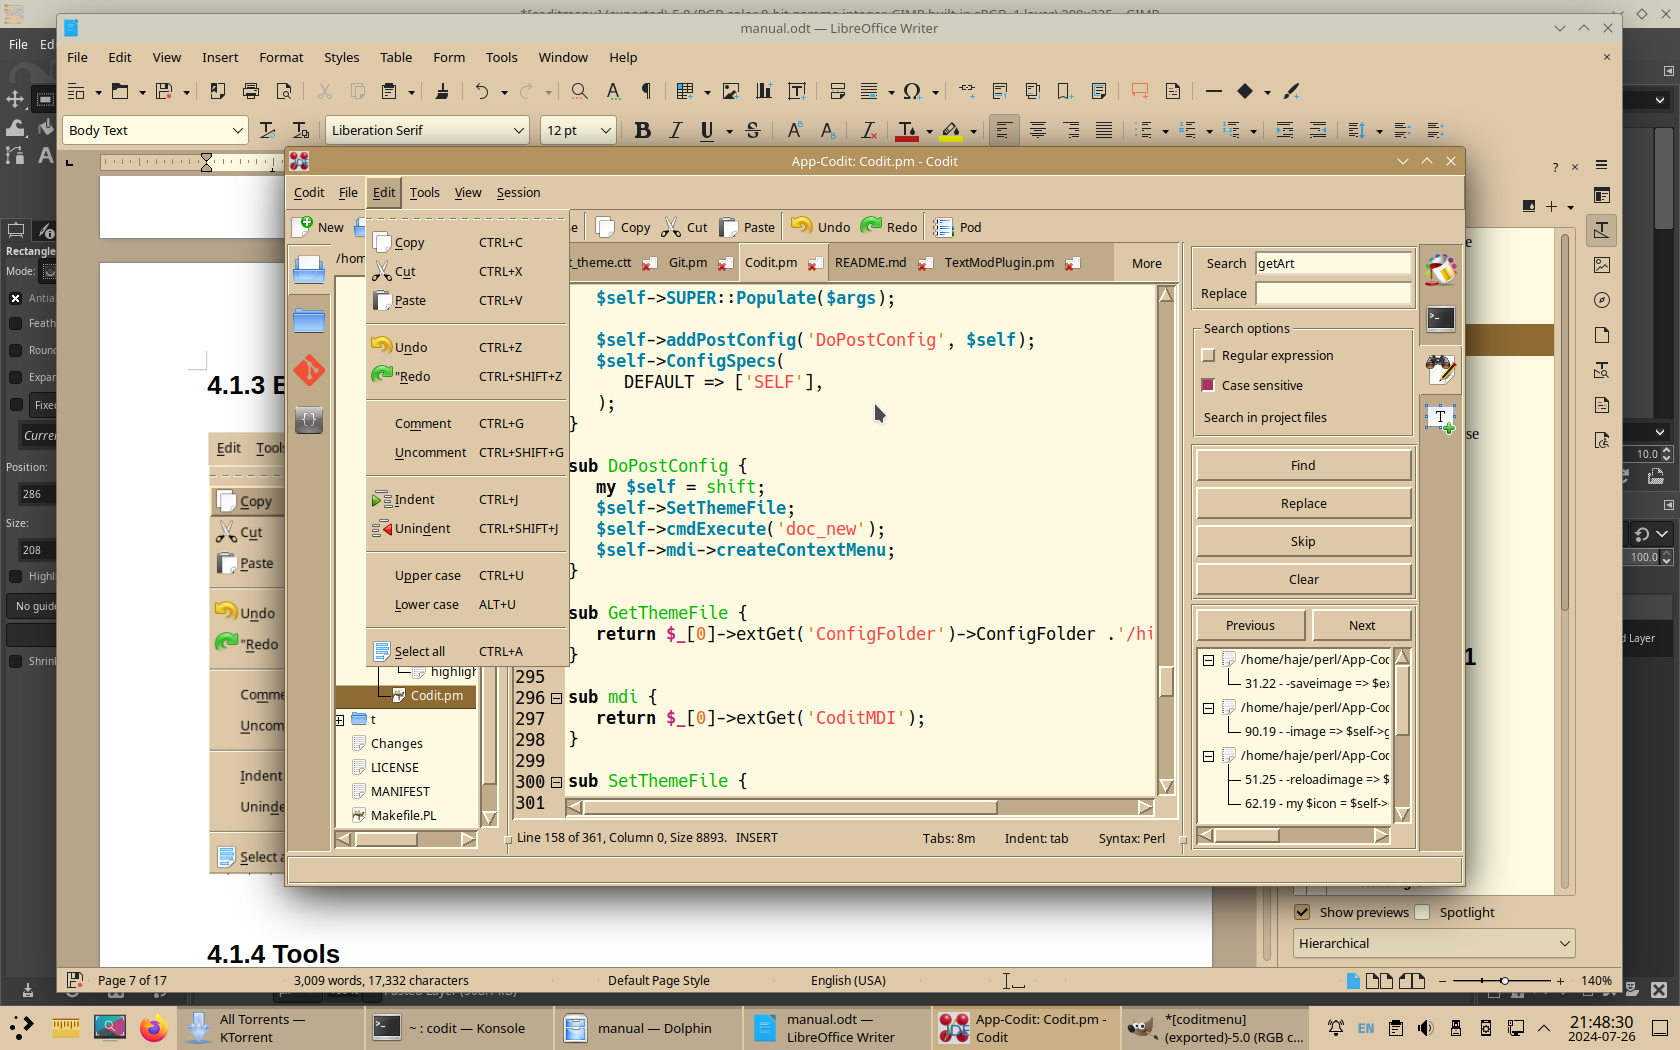 *[coditmenu] (exported)-5.0 (RGB color 8-bit gamma integer, GIMP built-in sRGB, 1 layer) 208x235 – GIMP
manual.odt — LibreOffice Writer
File Ed
File Edit View Insert Format Styles Table Form Tools Window Help
Body Text
Liberation Serif
12 pt
App-Codit: Codit.pm - Codit
Codit File Edit Tools View Session
New
Copy Cut Paste Undo Redo Pod
Copy CTRL+C
Cut CTRL+X
Paste CTRL+V
Undo CTRL+Z
"Redo CTRL+SHIFT+Z
Comment CTRL+G
Uncomment CTRL+SHIFT+G
Indent CTRL+J
Unindent CTRL+SHIFT+J
Upper case CTRL+U
Lower case ALT+U
Select all CTRL+A
/hom
t_theme.ctt Git.pm Codit.pm README.md TextModPlugin.pm More
$self->SUPER::Populate($args);
$self->addPostConfig('DoPostConfig', $self);
$self->ConfigSpecs(
DEFAULT => ['SELF'],
);
}
sub DoPostConfig {
my $self = shift;
$self->SetThemeFile;
$self->cmdExecute('doc_new');
$self->mdi->createContextMenu;
}
sub GetThemeFile {
return $_[0]->extGet('ConfigFolder')->ConfigFolder .'/hi
}
295
296 sub mdi {
297 return $_[0]->extGet('CoditMDI');
298 }
299
300 sub SetThemeFile {
301
highligh
Codit.pm
t
Changes
LICENSE
MANIFEST
Makefile.PL
Line 158 of 361, Column 0, Size 8893. INSERT
Tabs: 8m
Indent: tab
Syntax: Perl
Search getArt
Replace
Search options
Regular expression
Case sensitive
Search in project files
Find
Replace
Skip
Clear
Previous Next
/home/haje/perl/App-Coc
31.22 - -saveimage => $e
/home/haje/perl/App-Coc
90.19 - -image => $self->g
/home/haje/perl/App-Coc
51.25 - -reloadimage => $
62.19 - my $icon = $self->
Rectangle
Mode:
Antia
Feath
Roun
Expar
Fixed
Curre
Position:
286
Size:
208
Highli
No guide
Shrin
4.1.3 E
Edit Tools
Copy
Cut
Paste
Undo
"Redo
Comme
Uncom
Indent
Uninde
Select a
4.1.4 Tools
e
se
1
10.0
100.0
d Layer
Show previews Spotlight
Hierarchical
Page 7 of 17
3,009 words, 17,332 characters
Default Page Style
English (USA)
140%
All Torrents — KTorrent
~ : codit — Konsole
manual — Dolphin
manual.odt — LibreOffice Writer
App-Codit: Codit.pm - Codit
*[coditmenu] (exported)-5.0 (RGB c...
EN
21:48:30
2024-07-26